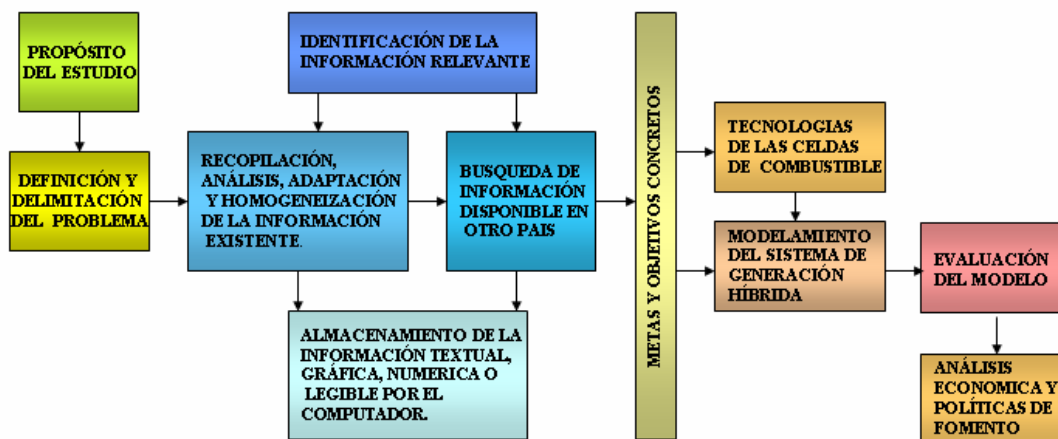 PROPÓSITO
DEL ESTUDIO
DEFINICIÓN Y
DELIMITACIÓN
DEL PROBLEMA
IDENTIFICACIÓN DE LA
INFORMACIÓN RELEVANTE
RECOPILACIÓN,
ANÁLISIS, ADAPTACIÓN
Y HOMOGENEIZACIÓN
DE LA INFORMACIÓN
EXISTENTE.
BUSQUEDA DE
INFORMACIÓN
DISPONIBLE EN
OTRO PAIS
ALMACENAMIENTO DE LA
INFORMACIÓN TEXTUAL,
GRÁFICA, NUMERICA O
LEGIBLE POR EL
COMPUTADOR.
METAS Y OBJETIVOS CONCRETOS
TECNOLOGIAS
DE LAS CELDAS
DE COMBUSTIBLE
MODELAMIENTO
DEL SISTEMA DE
GENERACIÓN
HÍBRIDA
EVALUACIÓN
DEL MODELO
ANÁLISIS
ECONOMICA Y
POLÍTICAS DE
FOMENTO